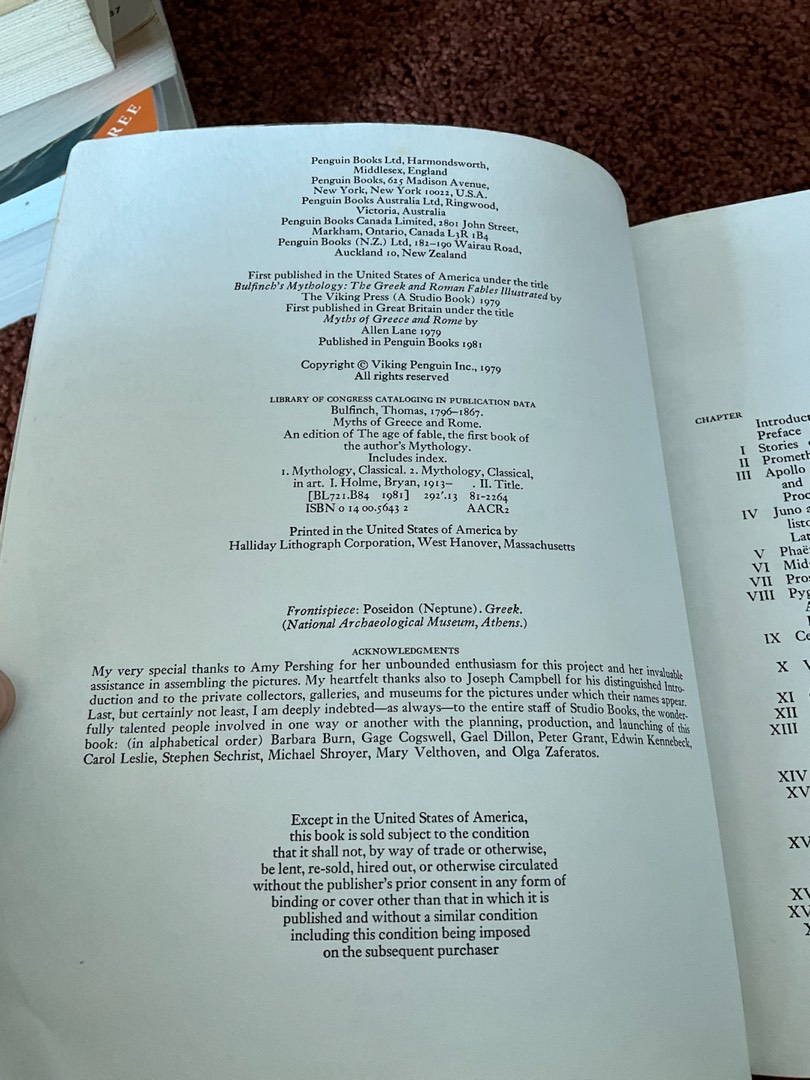 37
REE
Penguin Books Ltd, Harmondsworth,
Middlesex, England
Penguin Books, 625 Madison Avenue,
New York, New York 10022, U.S.A.
Penguin Books Australia Ltd, Ringwood,
Victoria, Australia
Penguin Books Canada Limited, 2801 John Street,
Markham, Ontario, Canada L3R 1B4
Penguin Books (N.Z.) Ltd, 182–190 Wairau Road,
Auckland 10, New Zealand
First published in the United States of America under the title
Bulfinch's Mythology: The Greek and Roman Fables Illustrated by
The Viking Press (A Studio Book) 1979
First published in Great Britain under the title
Myths of Greece and Rome by
Allen Lane 1979
Published in Penguin Books 1981
Copyright © Viking Penguin Inc., 1979
All rights reserved
LIBRARY OF CONGRESS CATALOGING IN PUBLICATION DATA
Bulfinch, Thomas, 1796–1867.
Myths of Greece and Rome.
An edition of The age of fable, the first book of
the author's Mythology.
Includes index.
1. Mythology, Classical. 2. Mythology, Classical,
in art. I. Holme, Bryan, 1913– . II. Title.
[BL721.B84 1981] 292'.13 81-2264
ISBN 0 14 00.5643 2 AACR2
Printed in the United States of America by
Halliday Lithograph Corporation, West Hanover, Massachusetts
Frontispiece: Poseidon (Neptune). Greek.
(National Archaeological Museum, Athens.)
ACKNOWLEDGMENTS
My very special thanks to Amy Pershing for her unbounded enthusiasm for this project and her invaluable
assistance in assembling the pictures. My heartfelt thanks also to Joseph Campbell for his distinguished Intro-
duction and to the private collectors, galleries, and museums for the pictures under which their names appear.
Last, but certainly not least, I am deeply indebted—as always—to the entire staff of Studio Books, the wonder-
fully talented people involved in one way or another with the planning, production, and launching of this
book: (in alphabetical order) Barbara Burn, Gage Cogswell, Gael Dillon, Peter Grant, Edwin Kennebeck,
Carol Leslie, Stephen Sechrist, Michael Shroyer, Mary Velthoven, and Olga Zaferatos.
Except in the United States of America,
this book is sold subject to the condition
that it shall not, by way of trade or otherwise,
be lent, re-sold, hired out, or otherwise circulated
without the publisher's prior consent in any form of
binding or cover other than that in which it is
published and without a similar condition
including this condition being imposed
on the subsequent purchaser
CHAPTER
Introduct
Preface
I Stories
II Prometh
III Apollo
and
Proc
IV Juno a
listo
Lat
V Phaë
VI Mid
VII Pro
VIII Pyg
IX Ce
X V
XI
XII
XIII
XIV
XV
XV
XV
XV